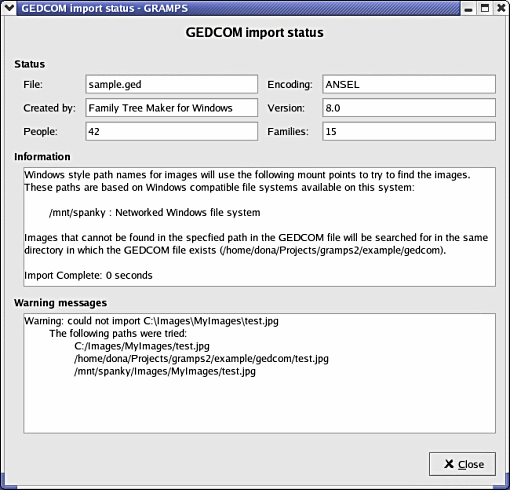 GEDCOM import status - GRAMPS
GEDCOM import status
Status
File: sample.ged Encoding: ANSEL
Created by: Family Tree Maker for Windows Version: 8.0
People: 42 Families: 15
Information
Windows style path names for images will use the following mount points to try to find the images.
These paths are based on Windows compatible file systems available on this system:
/mnt/spanky : Networked Windows file system
Images that cannot be found in the specfied path in the GEDCOM file will be searched for in the same
directory in which the GEDCOM file exists (/home/dona/Projects/gramps2/example/gedcom).
Import Complete: 0 seconds
Warning messages
Warning: could not import C:\Images\MyImages\test.jpg
The following paths were tried:
C:/Images/MyImages/test.jpg
/home/dona/Projects/gramps2/example/gedcom/test.jpg
/mnt/spanky/Images/MyImages/test.jpg
Close